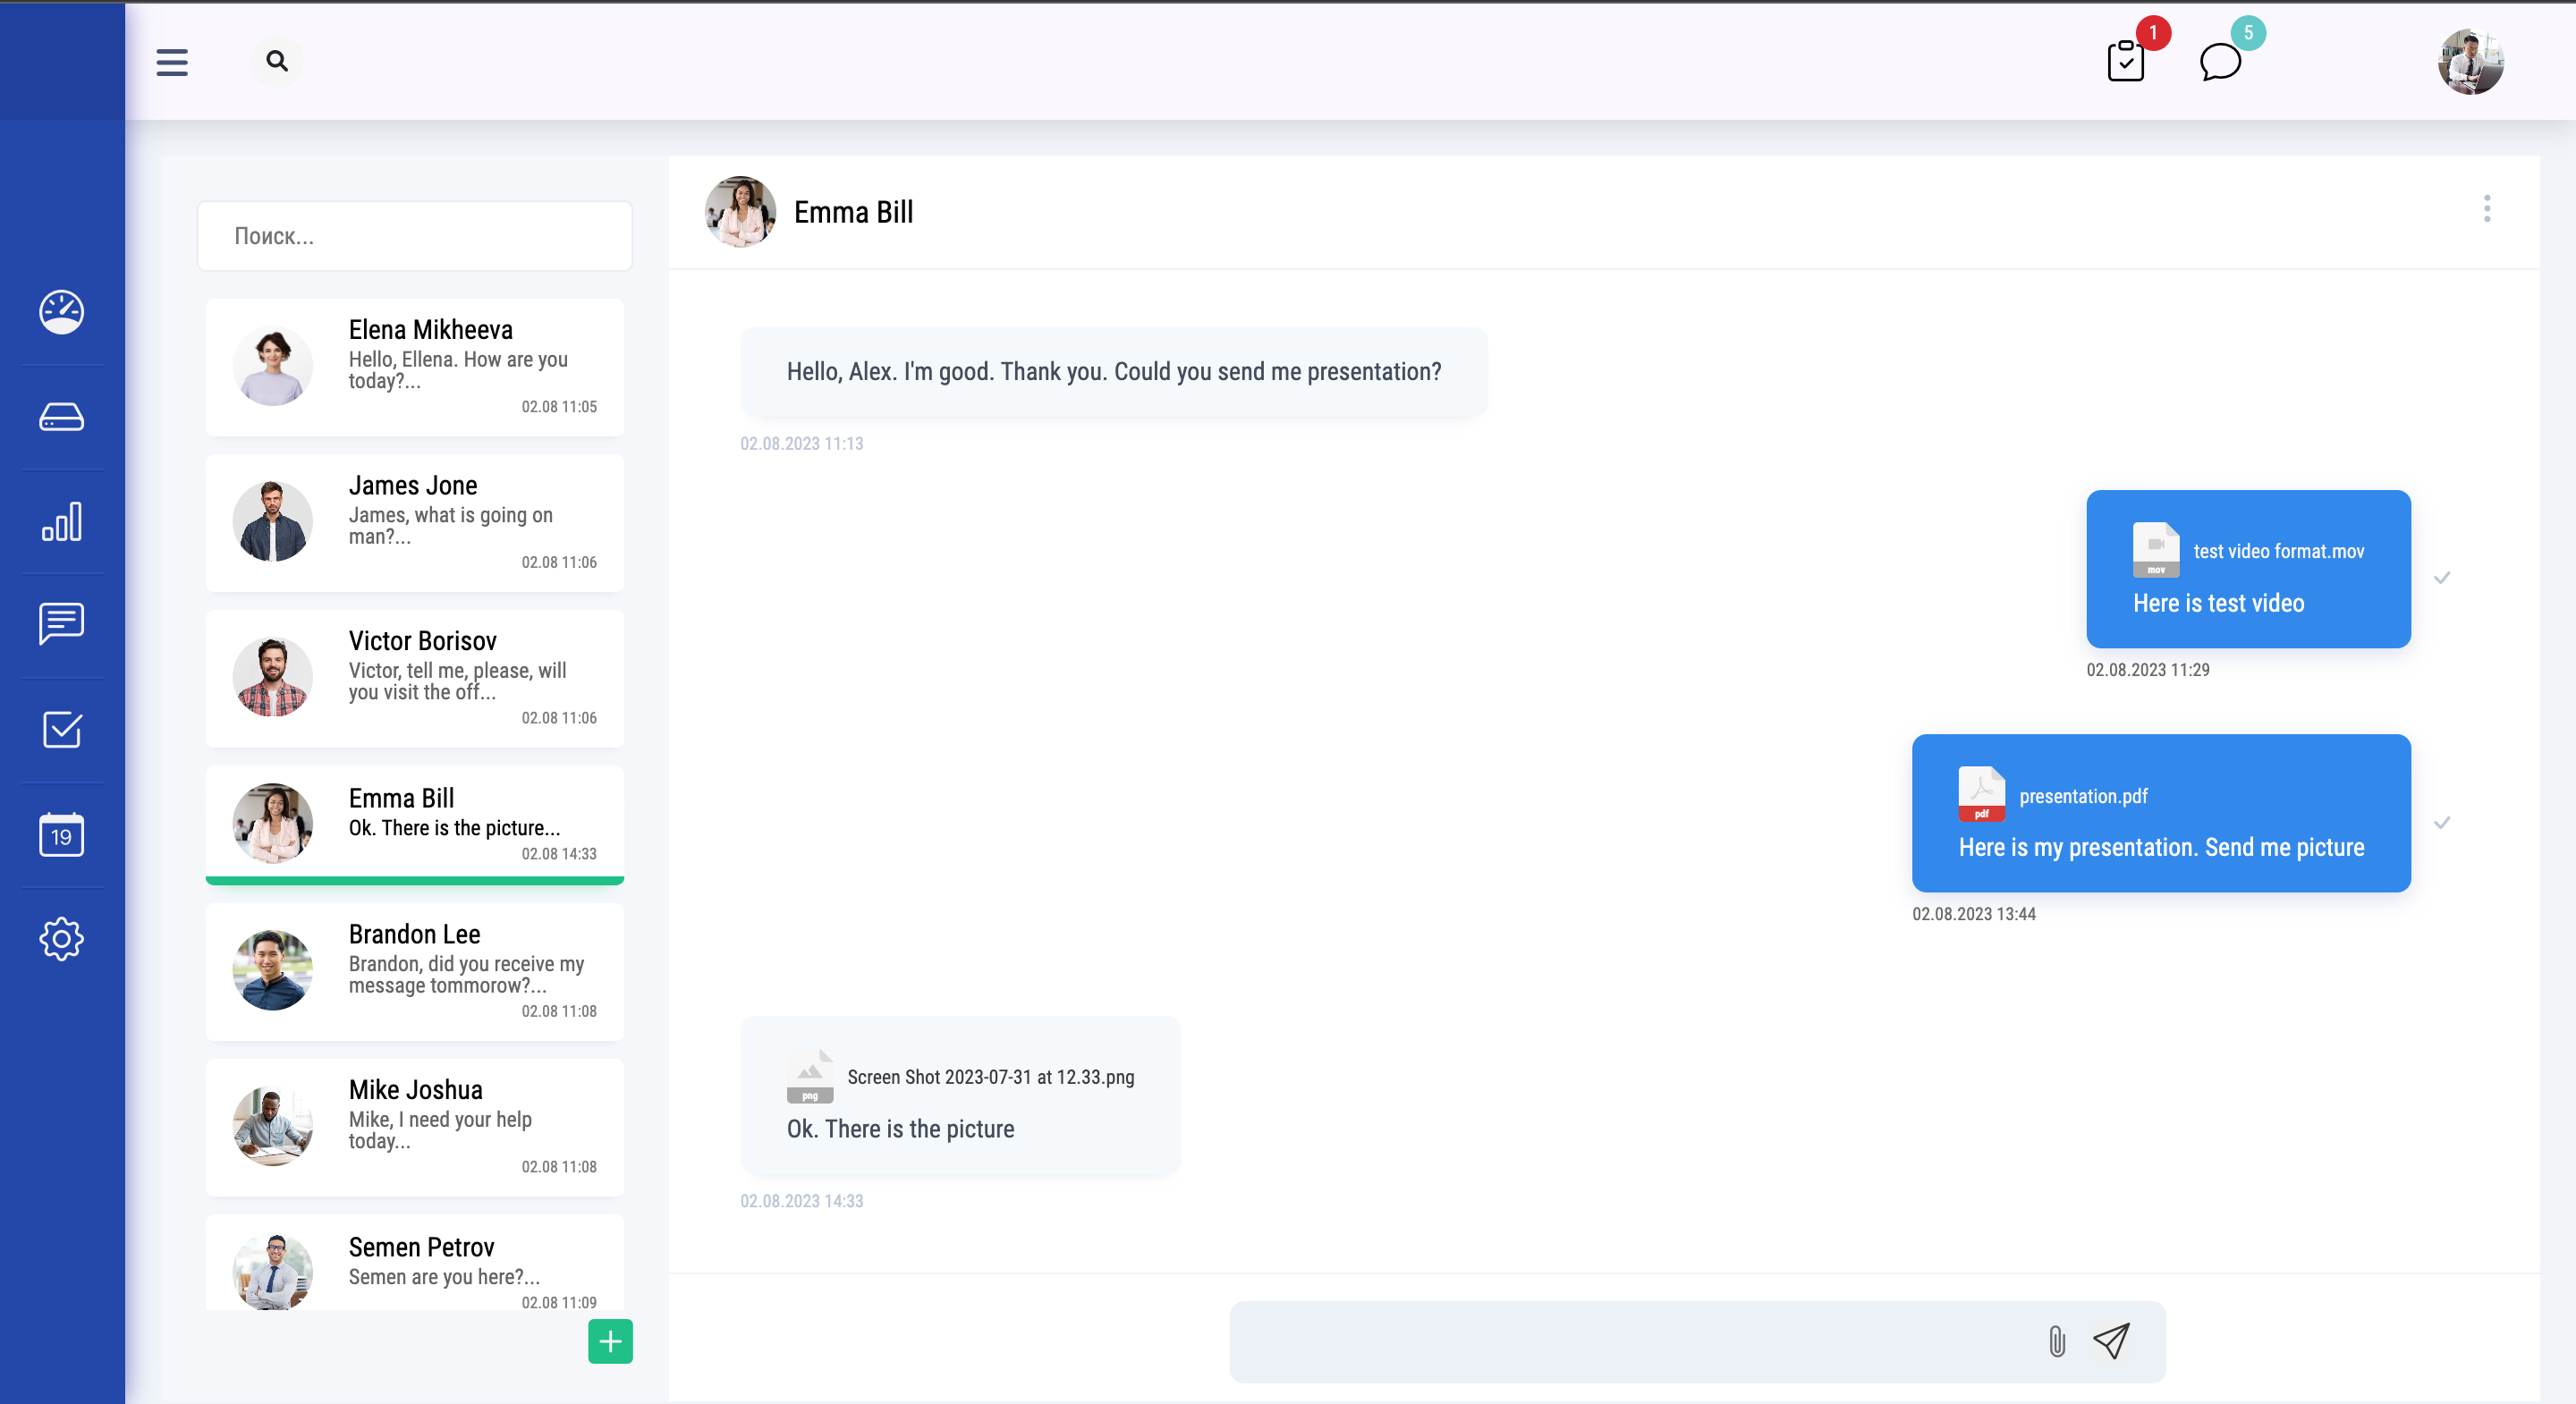 1
5
Поиск...
Elena Mikheeva
Hello, Ellena. How are you
today?...
02.08 11:05
James Jone
James, what is going on
man?...
02.08 11:06
Victor Borisov
Victor, tell me, please, will
you visit the off...
02.08 11:06
Emma Bill
Ok. There is the picture...
02.08 14:33
Brandon Lee
Brandon, did you receive my
message tommorow?...
02.08 11:08
Mike Joshua
Mike, I need your help
today...
02.08 11:08
Semen Petrov
Semen are you here?...
02.08 11:09
19
Emma Bill
Hello, Alex. I'm good. Thank you. Could you send me presentation?
02.08.2023 11:13
mov
test video format.mov
Here is test video
02.08.2023 11:29
pdf
presentation.pdf
Here is my presentation. Send me picture
02.08.2023 13:44
png
Screen Shot 2023-07-31 at 12.33.png
Ok. There is the picture
02.08.2023 14:33